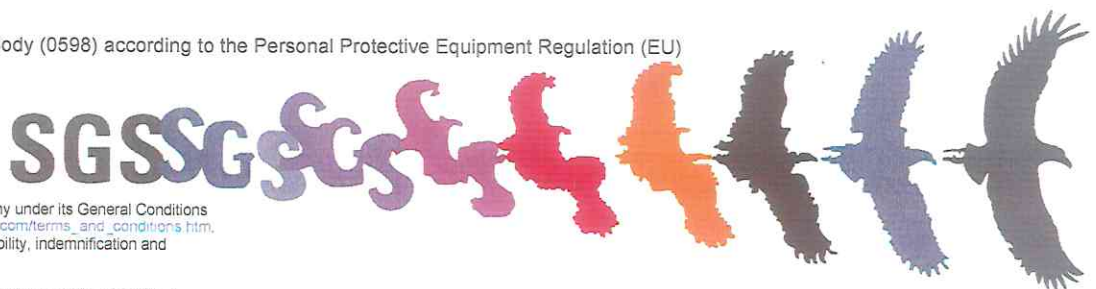 ody (0598) according to the Personal Protective Equipment Regulation (EU)
SGSSGSSGSSGS
ny under its General Conditions
com/terms_and_conditions.htm.
bility, indemnification and